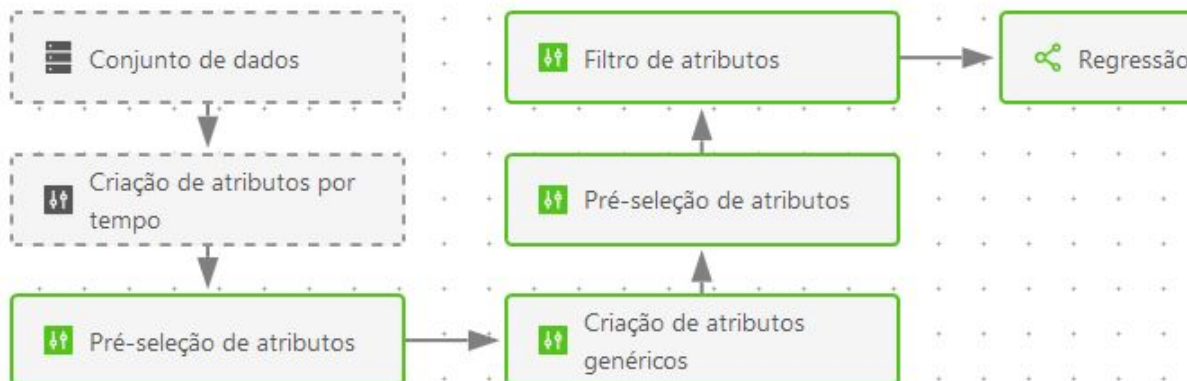 Conjunto de dados
Criação de atributos por
tempo
Pré-seleção de atributos
Criação de atributos
genéricos
Pré-seleção de atributos
Filtro de atributos
Regressão